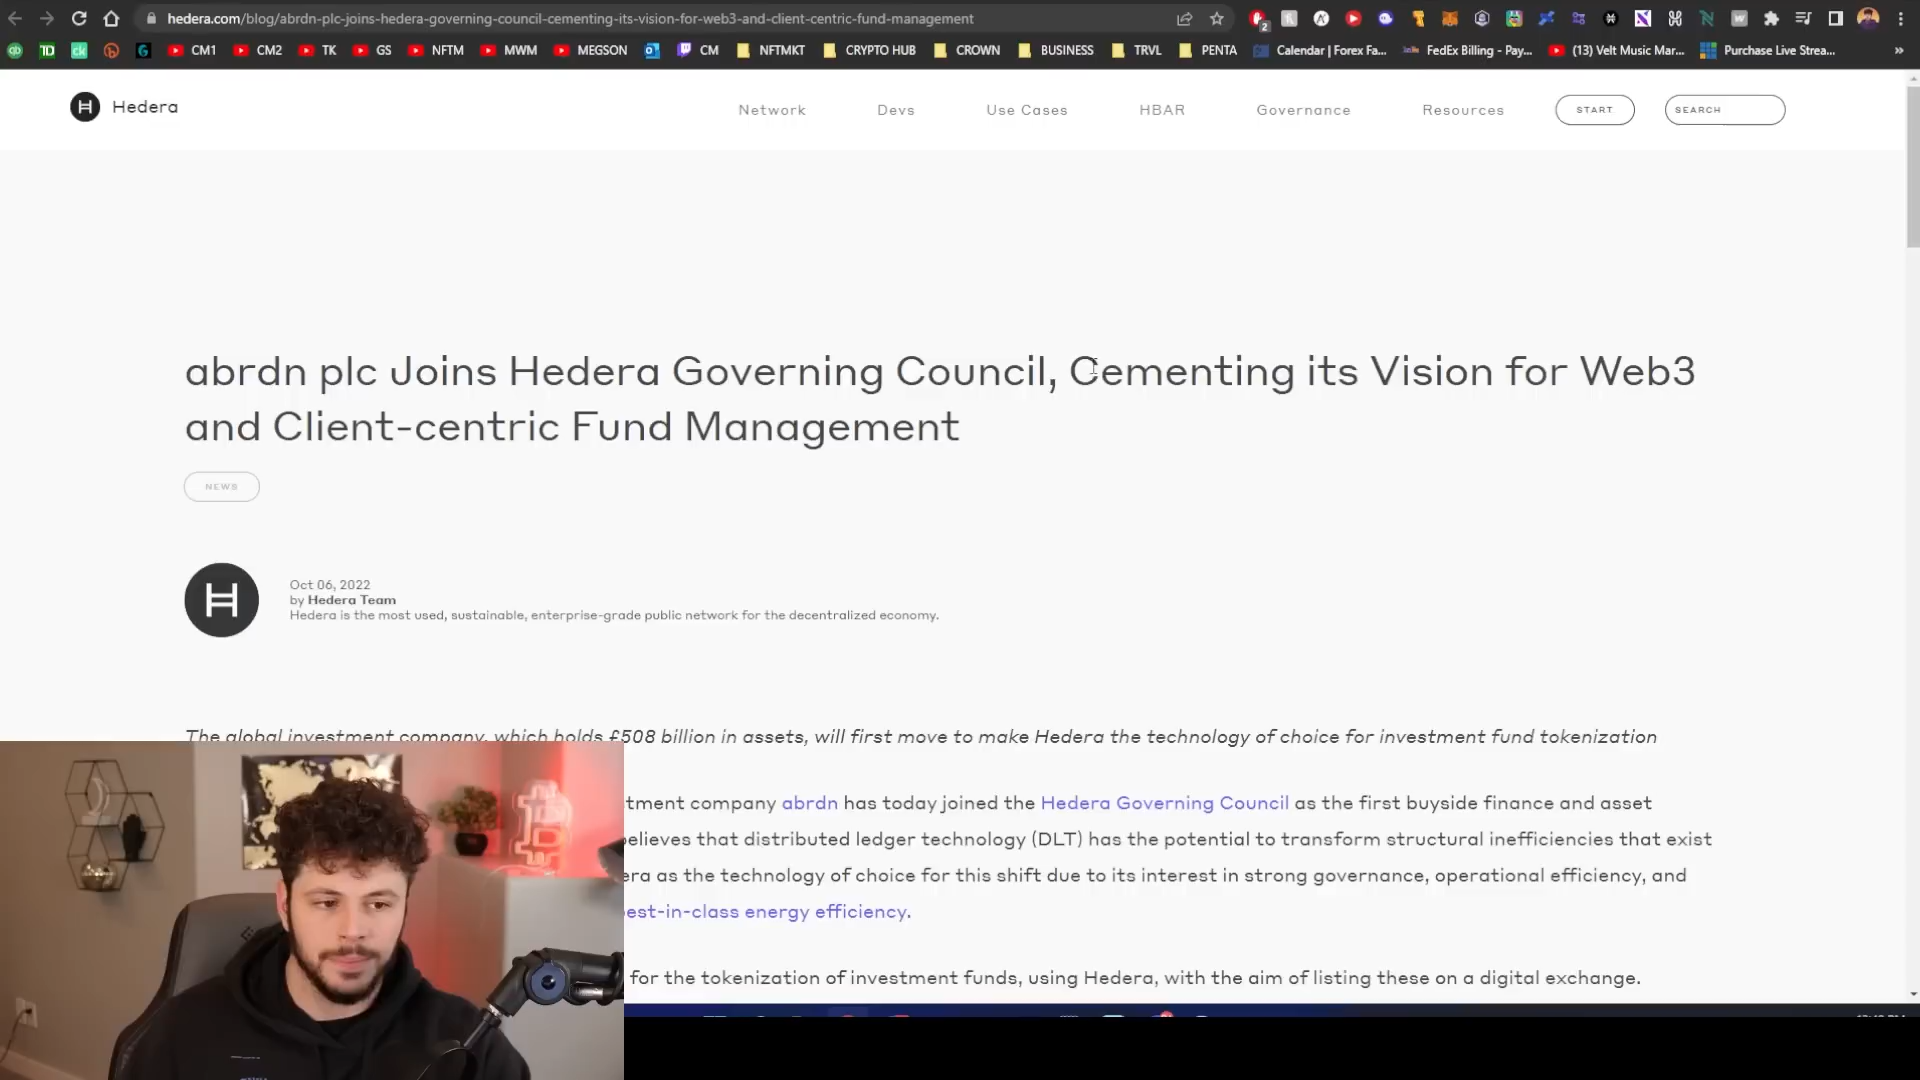 hedera.com/blog/abrdn-plc-joins-hedera-governing-council-cementing-its-vision-for-web3-and-client-centric-fund-management
2
CM1 CM2 TK GS NFTM MWM MEGSON CM NFTMKT CRYPTO HUB CROWN BUSINESS TRVL PENTA Calendar | Forex Fa... FedEx Billing - Pay... (13) Velt Music Mar... Purchase Live Strea... »
Hedera Network Devs Use Cases HBAR Governance Resources START SEARCH
abrdn plc Joins Hedera Governing Council, Cementing its Vision for Web3
and Client-centric Fund Management
NEWS
Oct 06, 2022
by Hedera Team
Hedera is the most used, sustainable, enterprise-grade public network for the decentralized economy.
The global investment company, which holds £508 billion in assets, will first move to make Hedera the technology of choice for investment fund tokenization
tment company abrdn has today joined the Hedera Governing Council as the first buyside finance and asset
elieves that distributed ledger technology (DLT) has the potential to transform structural inefficiencies that exist
era as the technology of choice for this shift due to its interest in strong governance, operational efficiency, and
est-in-class energy efficiency.
for the tokenization of investment funds, using Hedera, with the aim of listing these on a digital exchange.